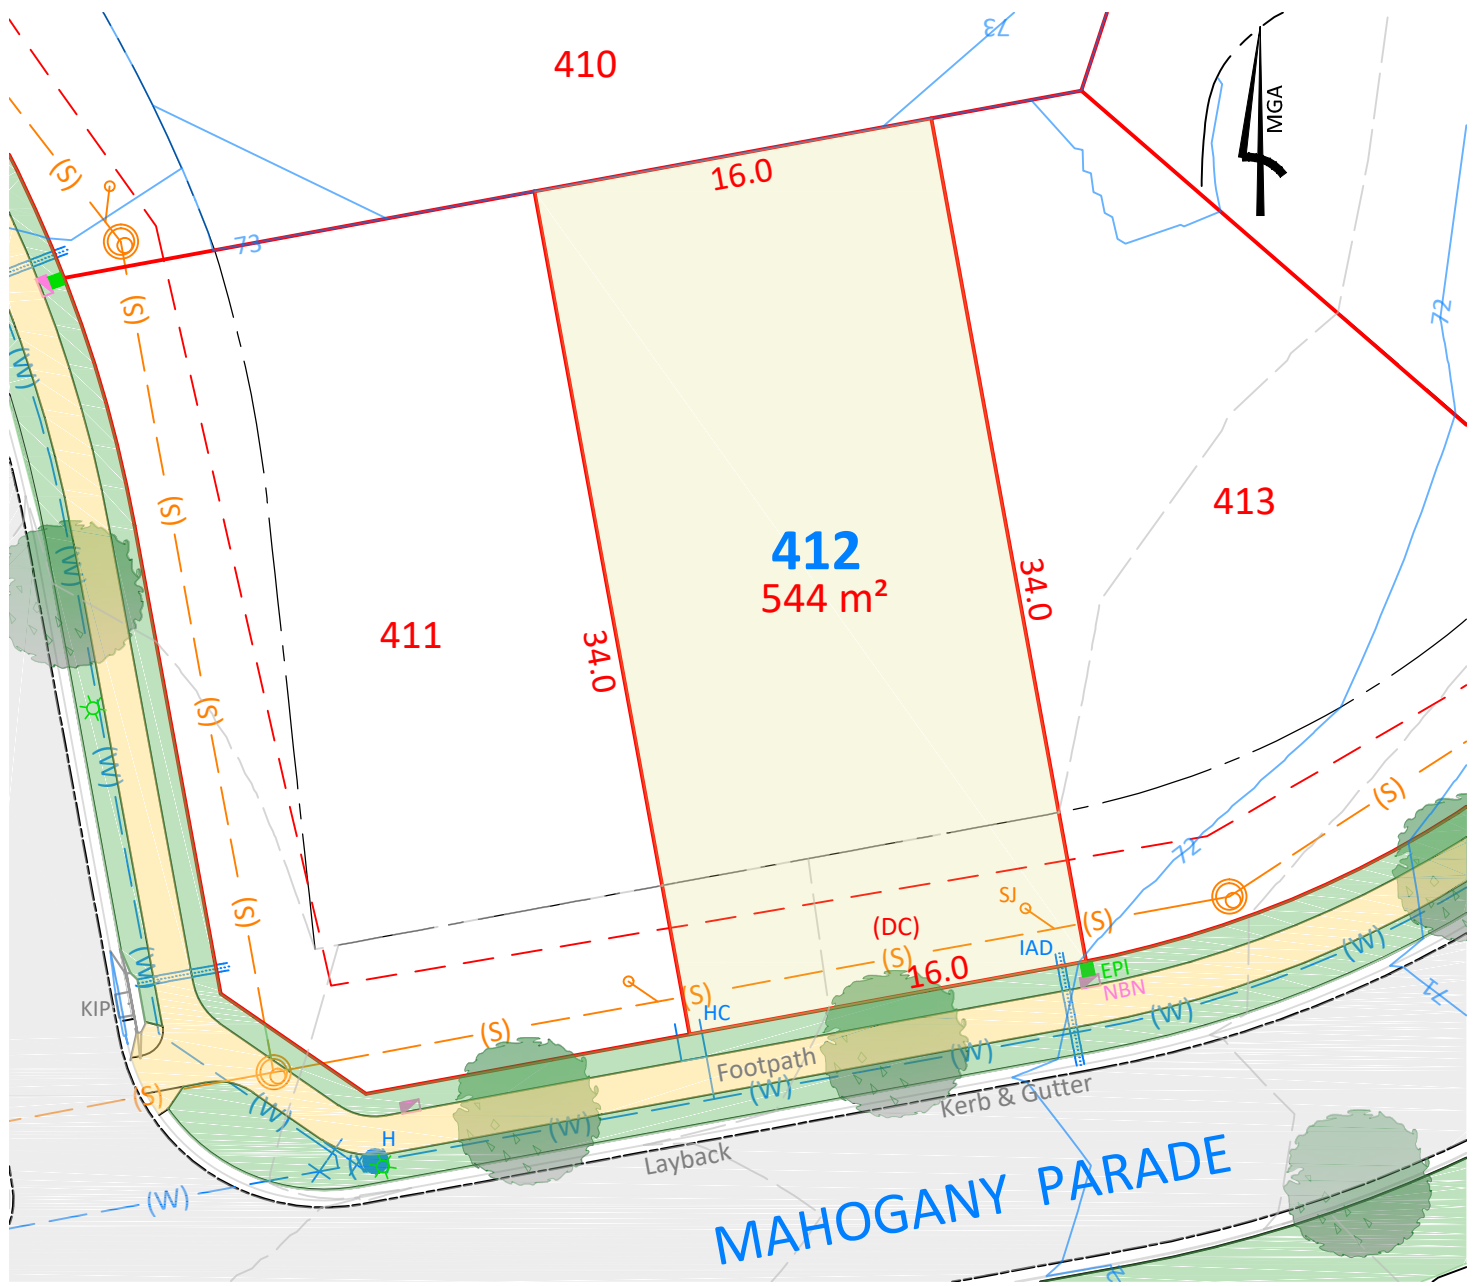 410
73
MGA
16.0
(S)
73
(S)
72
(W)
413
(S)
412
544 m²
(W)
34.0
411
34.0
(S)
(W)
(S)
72
(S)
SJ
(DC)
(S)
(S)
IAD
(W)
(W)
16.0
EPI
NBN
71
(S)
KIP
HC
(W)
(S)
(W)
Footpath
(W)
Kerb & Gutter
(S)
(W)
(W)
H
(W)
Layback
MAHOGANY PARADE
(W)